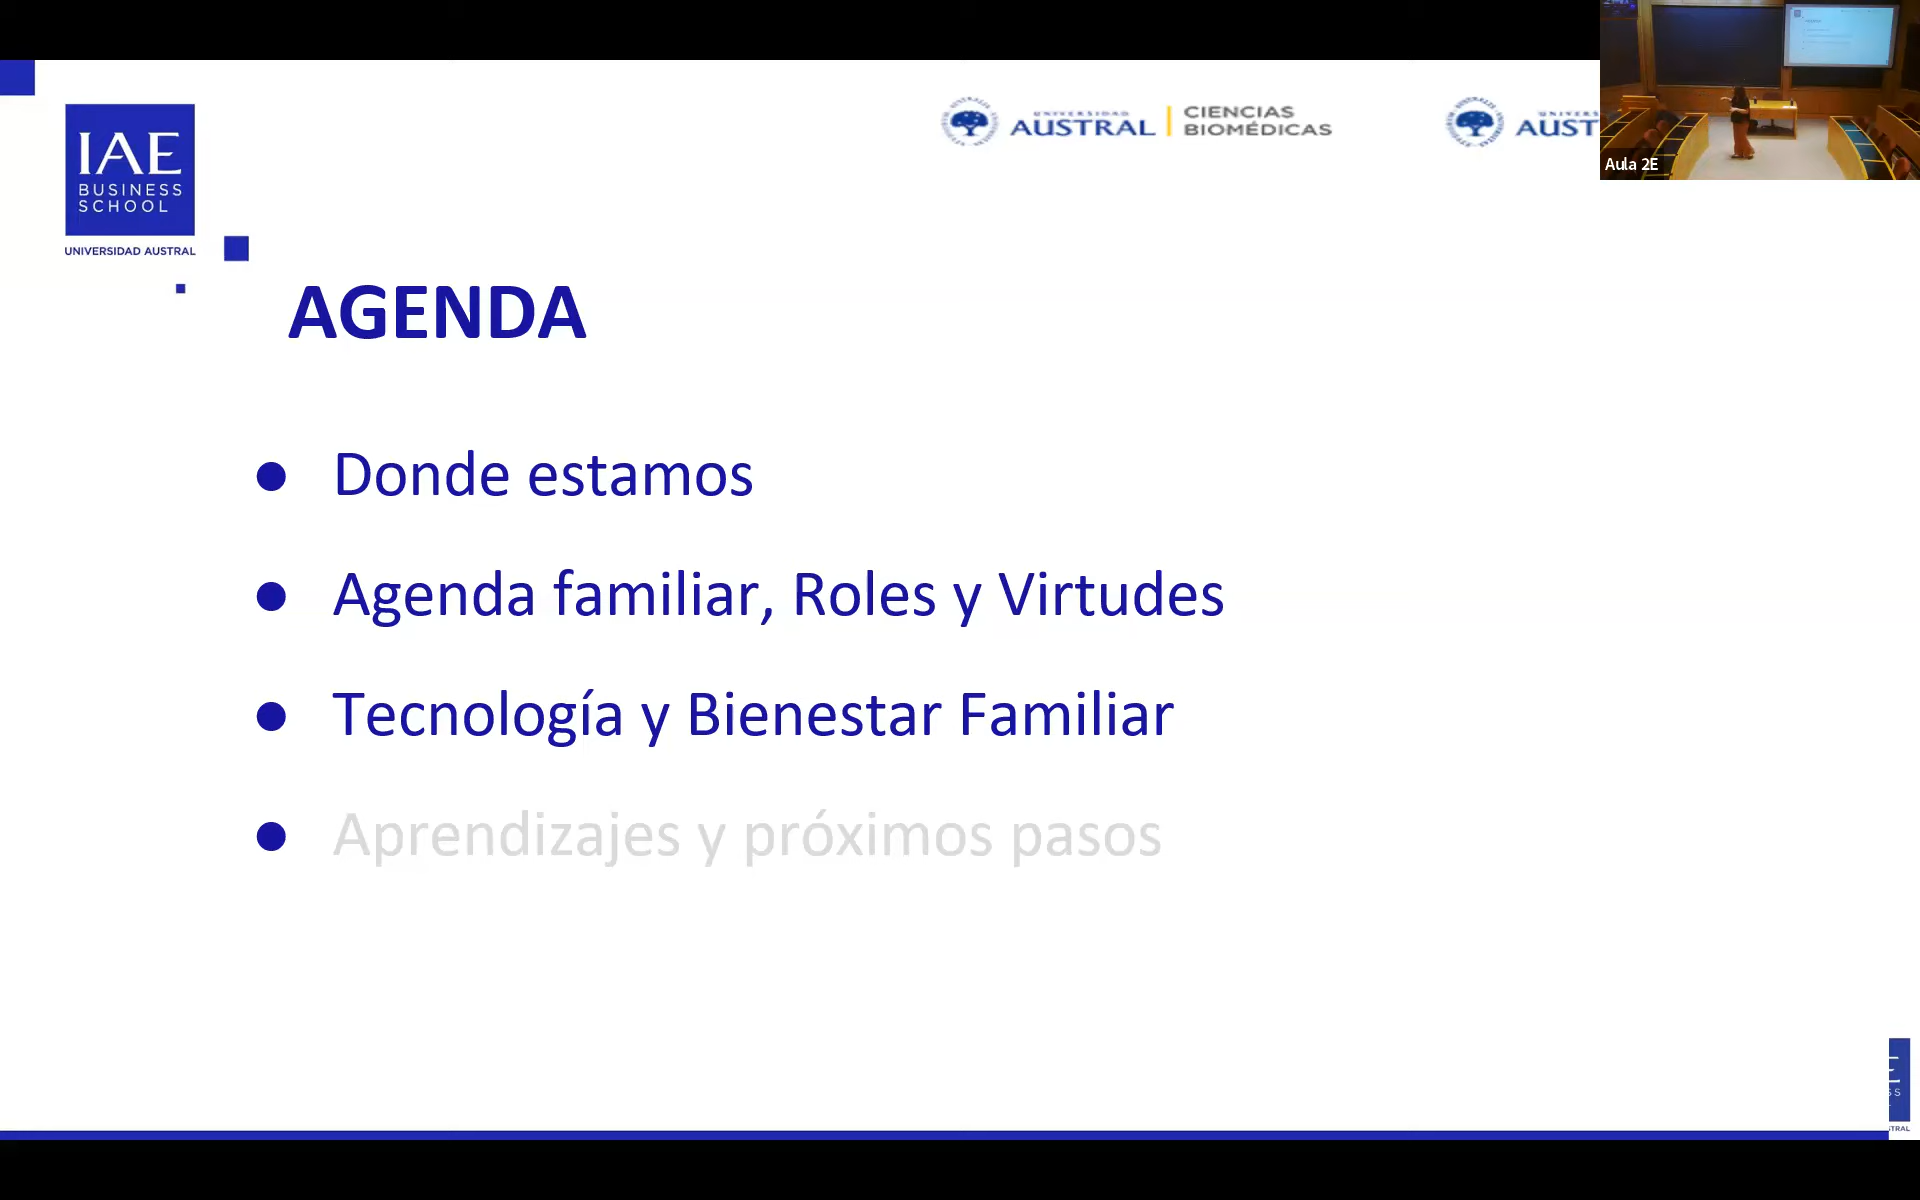 IAE
BUSINESS
SCHOOL
UNIVERSIDAD AUSTRAL
UNIVERSIDAD
AUSTRAL
CIENCIAS
BIOMÉDICAS
AUST
Aula 2E
AGENDA
● Donde estamos
● Agenda familiar, Roles y Virtudes
● Tecnología y Bienestar Familiar
● Aprendizajes y próximos pasos